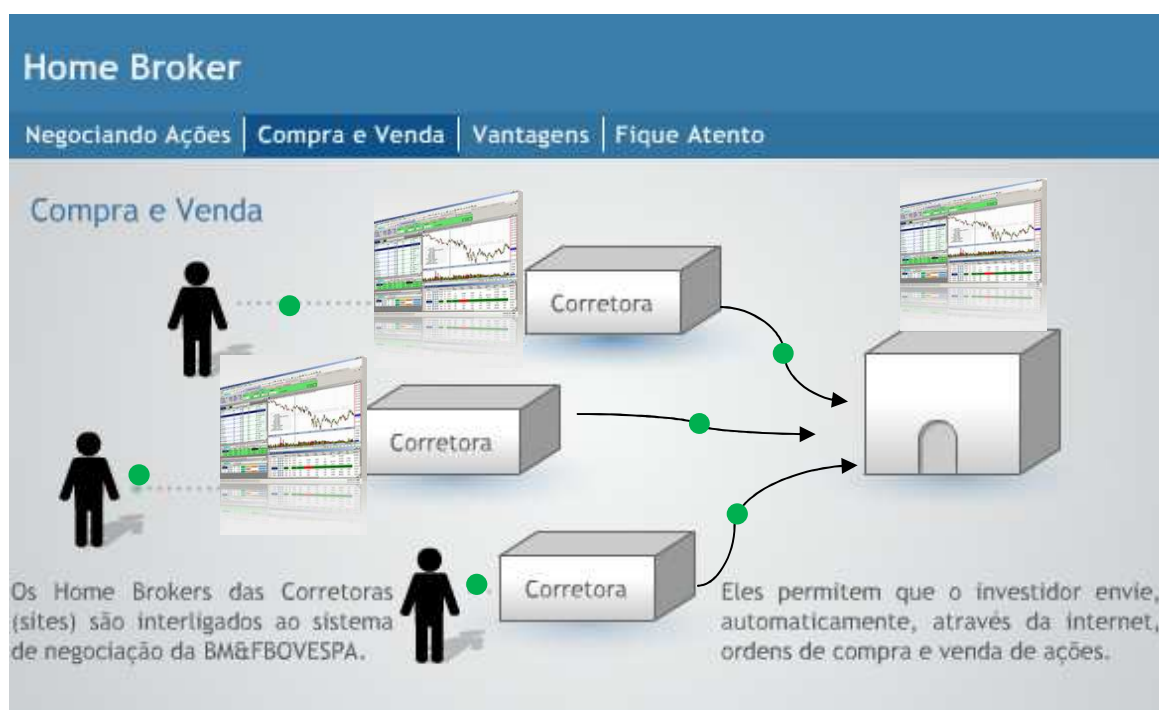 Home Broker
Negociando Ações
Compra e Venda
Vantagens
Fique Atento
Compra e Venda
Corretora
Corretora
Corretora
Os Home Brokers das Corretoras
(sites) são interligados ao sistema
de negociação da BM&FBOVESPA.
Eles permitem que o investidor envie,
automaticamente, através da internet,
ordens de compra e venda de ações.